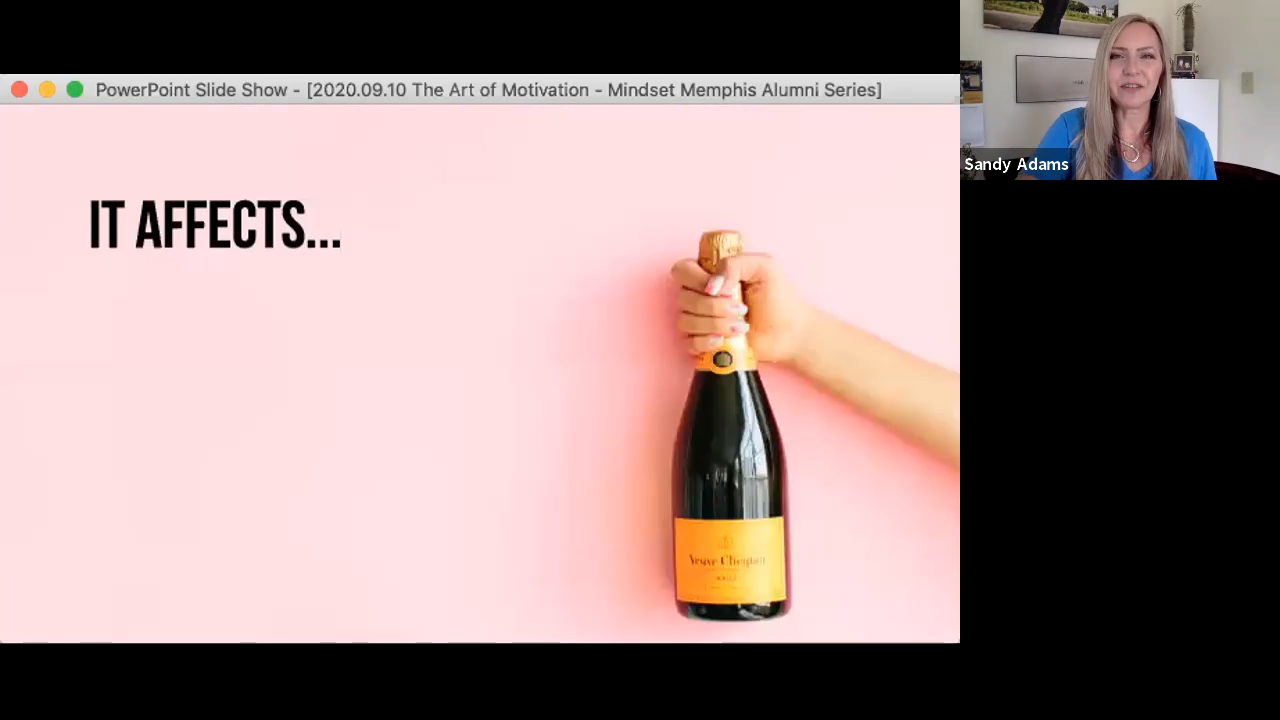 PowerPoint Slide Show - [2020.09.10 The Art of Motivation - Mindset Memphis Alumni Series]
Sandy Adams
IT AFFECTS...
Veuve Clicquot